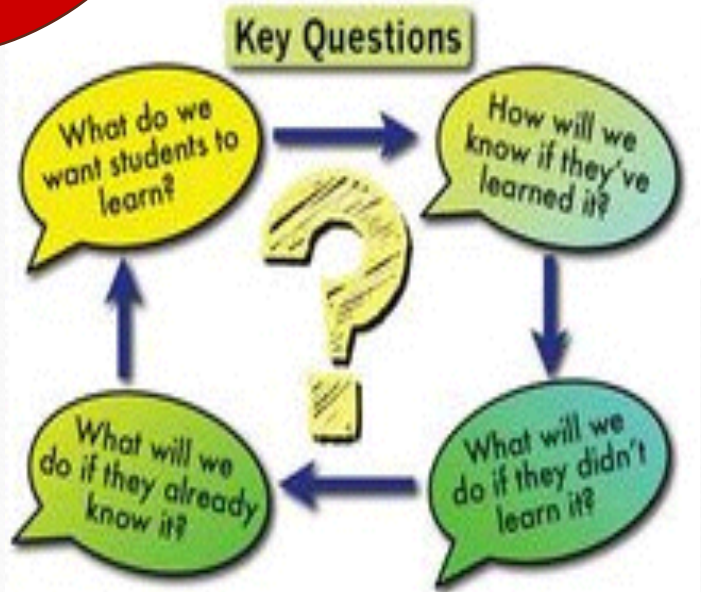 Key Questions
What do we
want students to
learn?
How will we
know if they've
learned it?
What will we
do if they didn't
learn it?
What will we
do if they already
know it?